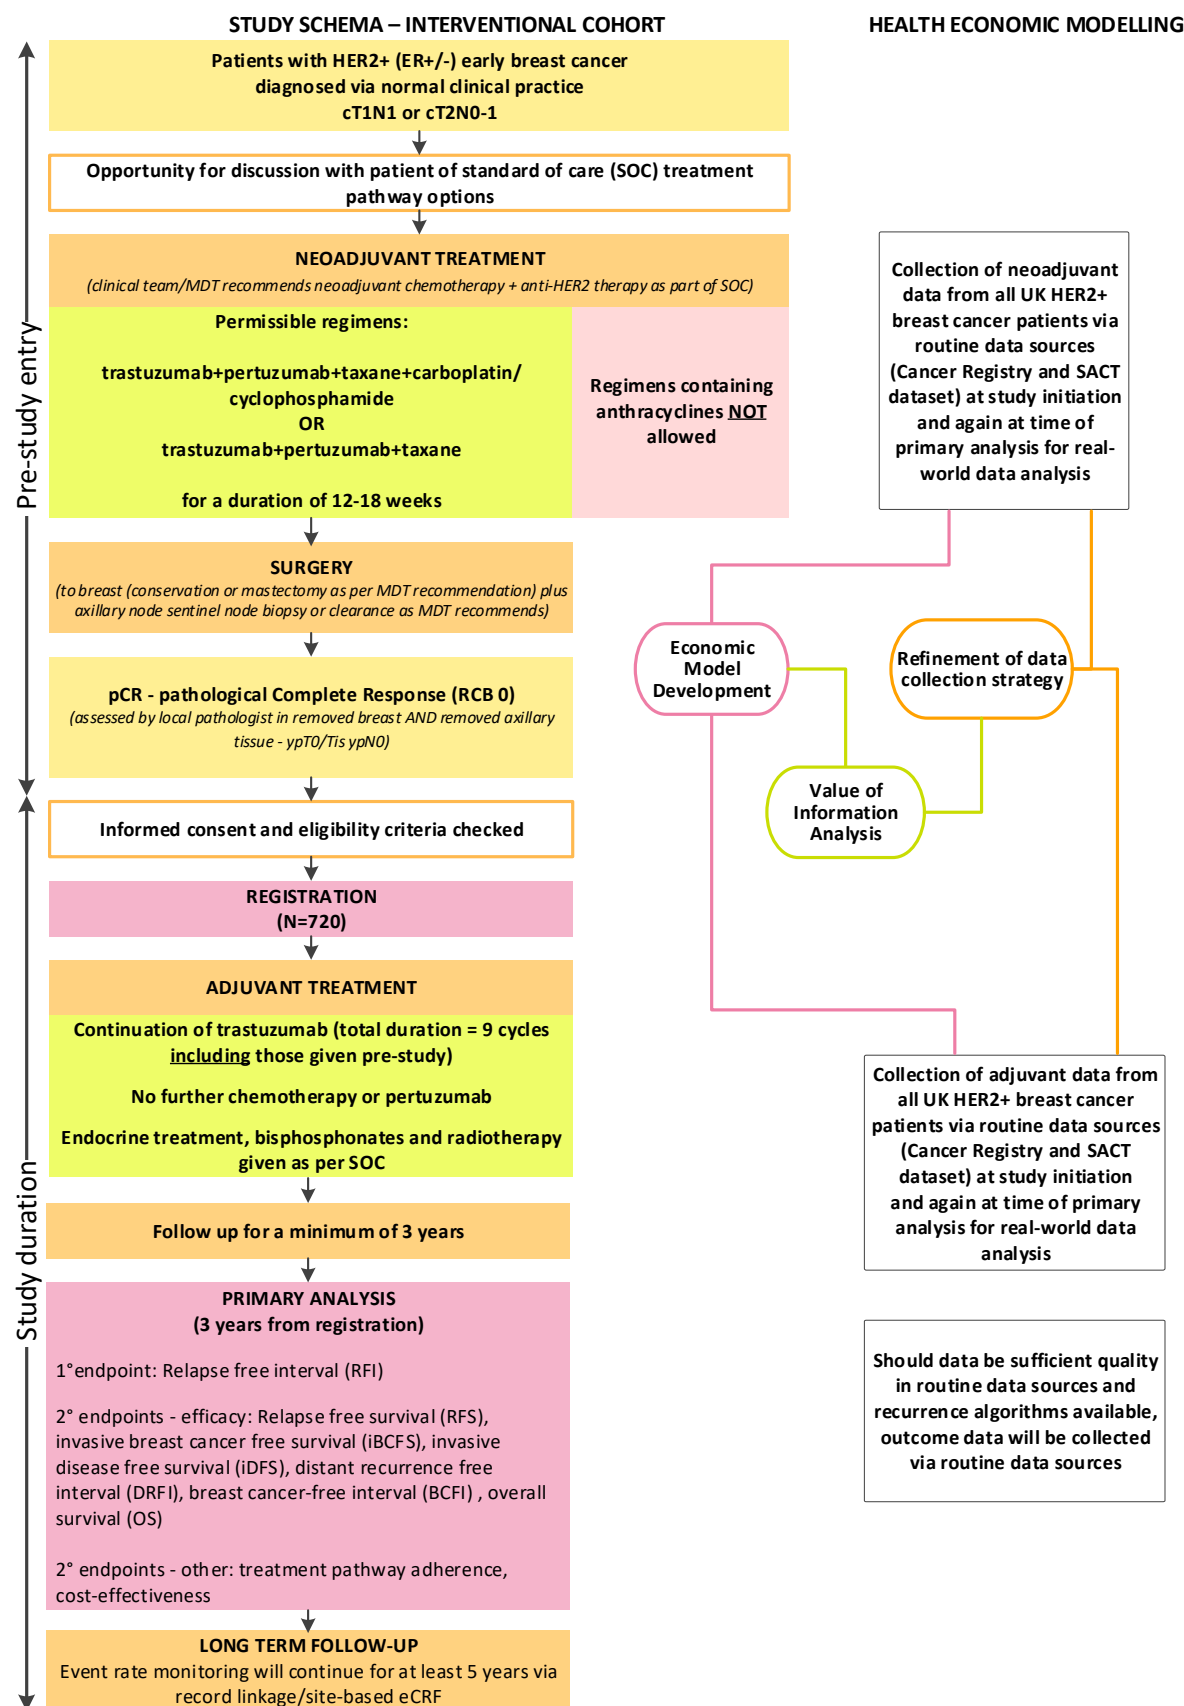 STUDY SCHEMA – INTERVENTIONAL COHORT
Pre-study entry
Patients with HER2+ (ER+/-) early breast cancer
diagnosed via normal clinical practice
cT1N1 or cT2N0-1
Opportunity for discussion with patient of standard of care (SOC) treatment
pathway options
NEOADJUVANT TREATMENT
(clinical team/MDT recommends neoadjuvant chemotherapy + anti-HER2 therapy as part of SOC)
Permissible regimens:
trastuzumab+pertuzumab+taxane+carboplatin/
cyclophosphamide
OR
trastuzumab+pertuzumab+taxane
for a duration of 12-18 weeks
Regimens containing
anthracyclines NOT
allowed
SURGERY
(to breast (conservation or mastectomy as per MDT recommendation) plus
axillary node sentinel node biopsy or clearance as MDT recommends)
pCR - pathological Complete Response (RCB 0)
(assessed by local pathologist in removed breast AND removed axillary
tissue - ypT0/Tis ypN0)
Study duration
Informed consent and eligibility criteria checked
REGISTRATION
(N=720)
ADJUVANT TREATMENT
Continuation of trastuzumab (total duration = 9 cycles
including those given pre-study)
No further chemotherapy or pertuzumab
Endocrine treatment, bisphosphonates and radiotherapy
given as per SOC
Follow up for a minimum of 3 years
PRIMARY ANALYSIS
(3 years from registration)
1°endpoint: Relapse free interval (RFI)
2° endpoints - efficacy: Relapse free survival (RFS),
invasive breast cancer free survival (iBCFS), invasive
disease free survival (iDFS), distant recurrence free
interval (DRFI), breast cancer-free interval (BCFI) , overall
survival (OS)
2° endpoints - other: treatment pathway adherence,
cost-effectiveness
LONG TERM FOLLOW-UP
Event rate monitoring will continue for at least 5 years via
record linkage/site-based eCRF
HEALTH ECONOMIC MODELLING
Collection of neoadjuvant
data from all UK HER2+
breast cancer patients via
routine data sources
(Cancer Registry and SACT
dataset) at study initiation
and again at time of
primary analysis for real-
world data analysis
Economic
Model
Development
Refinement of data
collection strategy
Value of
Information
Analysis
Collection of adjuvant data from
all UK HER2+ breast cancer
patients via routine data sources
(Cancer Registry and SACT
dataset) at study initiation
and again at time of primary
analysis for real-world data
analysis
Should data be sufficient quality
in routine data sources and
recurrence algorithms available,
outcome data will be collected
via routine data sources